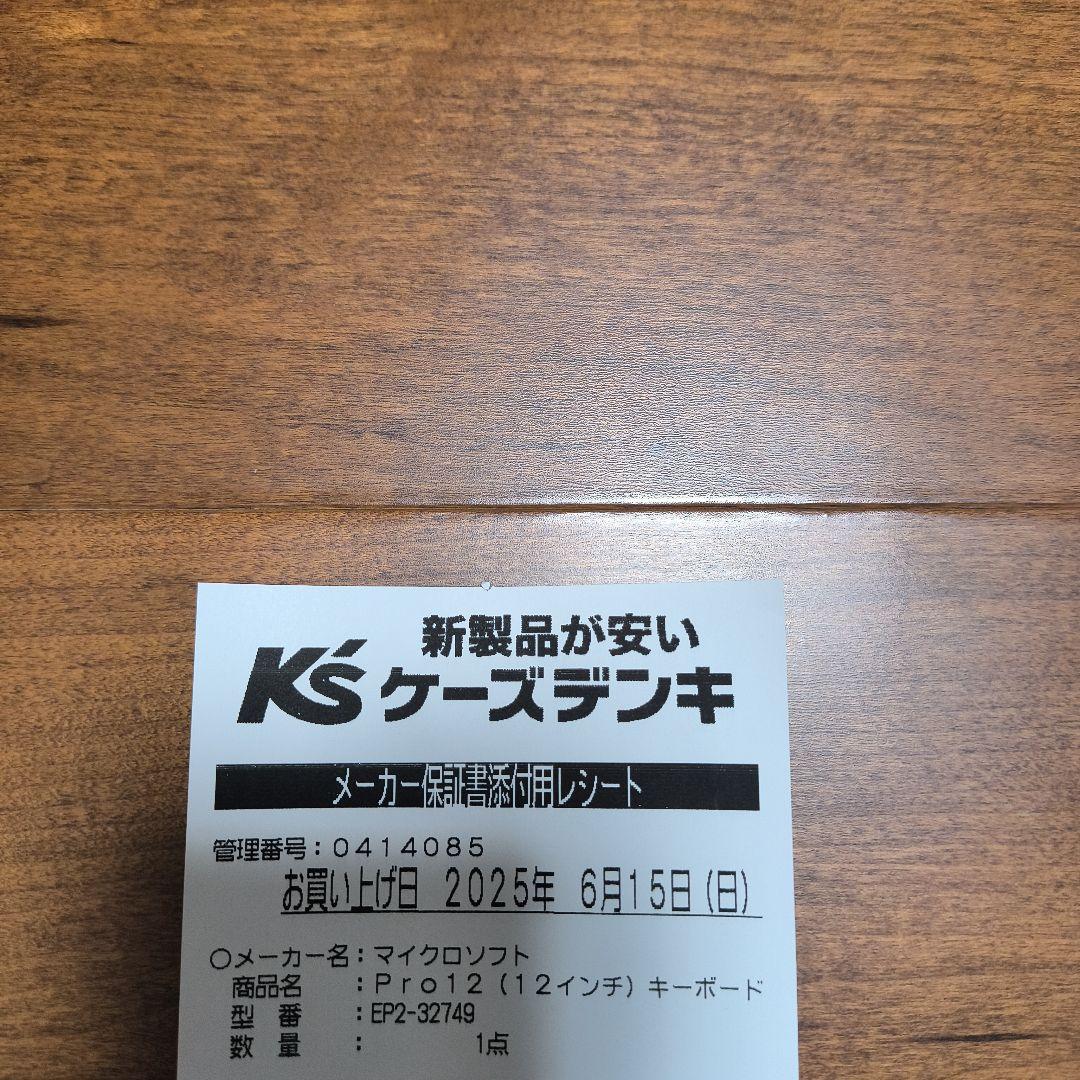 新製品が安い
K's ケーズデンキ
メーカー保証書添付用レシート
管理番号：0414085
お買い上げ日 2025年 6月15日(日)
○メーカー名：マイクロソフト
商品名 ：Pro12（12インチ）キーボード
型番 ：EP2-32749
数量 ： 1点